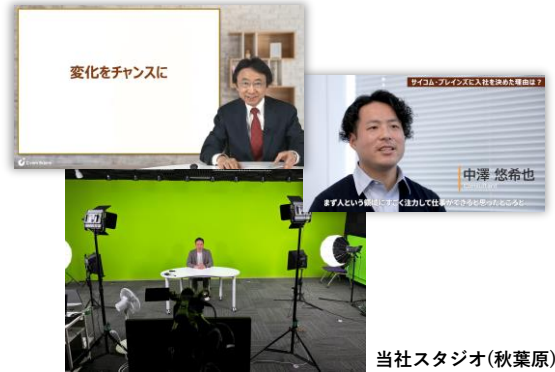 変化をチャンスに
サイコム・ブレインズに入社を決めた理由は？
中澤 悠希也
Consultant
まず人という領域にすごく注力して仕事ができると思ったところと
当社スタジオ(秋葉原)